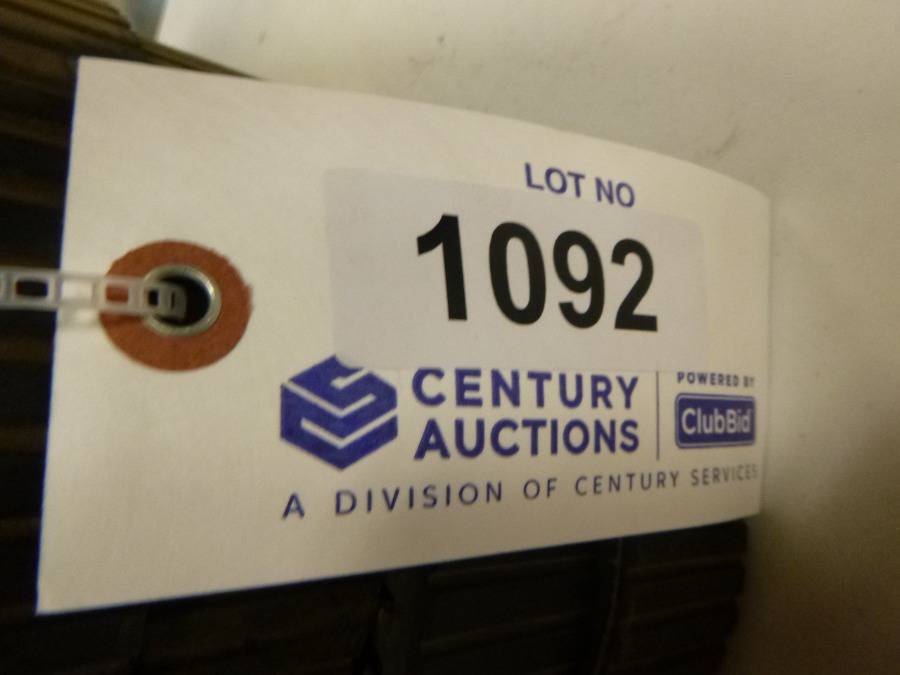 LOT NO
1092
CENTURY
AUCTIONS
POWERED BY
ClubBid
A DIVISION OF CENTURY SERVICES